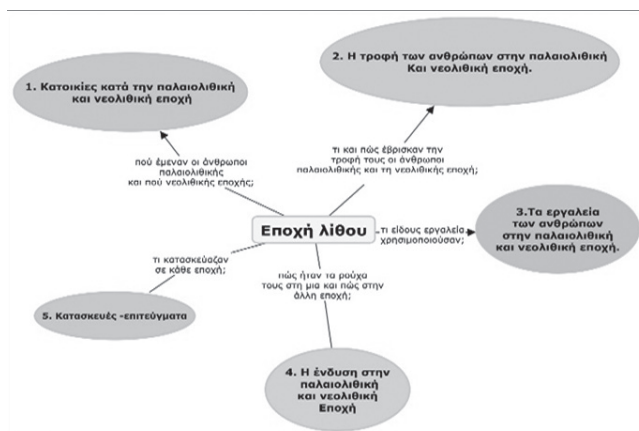 1. Κατοικίες κατά την παλαιολιθική
και νεολιθική εποχή
2. Η τροφή των ανθρώπων στην παλαιολιθική
Και νεολιθική εποχή.
πού έμεναν οι άνθρωποι
παλαιολιθικής
και πού νεολιθικής εποχής;
τι και πώς έβρισκαν την
τροφή τους οι άνθρωποι
παλαιολιθικής και τη νεολιθικής εποχή;
Εποχή λίθου
τι είδους εργαλεία
χρησιμοποιούσαν;
3.Τα εργαλεία
των ανθρώπων
στην παλαιολιθική
και νεολιθική εποχή.
τι κατασκεύαζαν
σε κάθε εποχή;
πώς ήταν τα ρούχα
τους στη μια και πώς στην
άλλη εποχή;
5. Κατασκευές -επιτεύγματα
4. Η ένδυση στην
παλαιολιθική
και νεολιθική
Εποχή